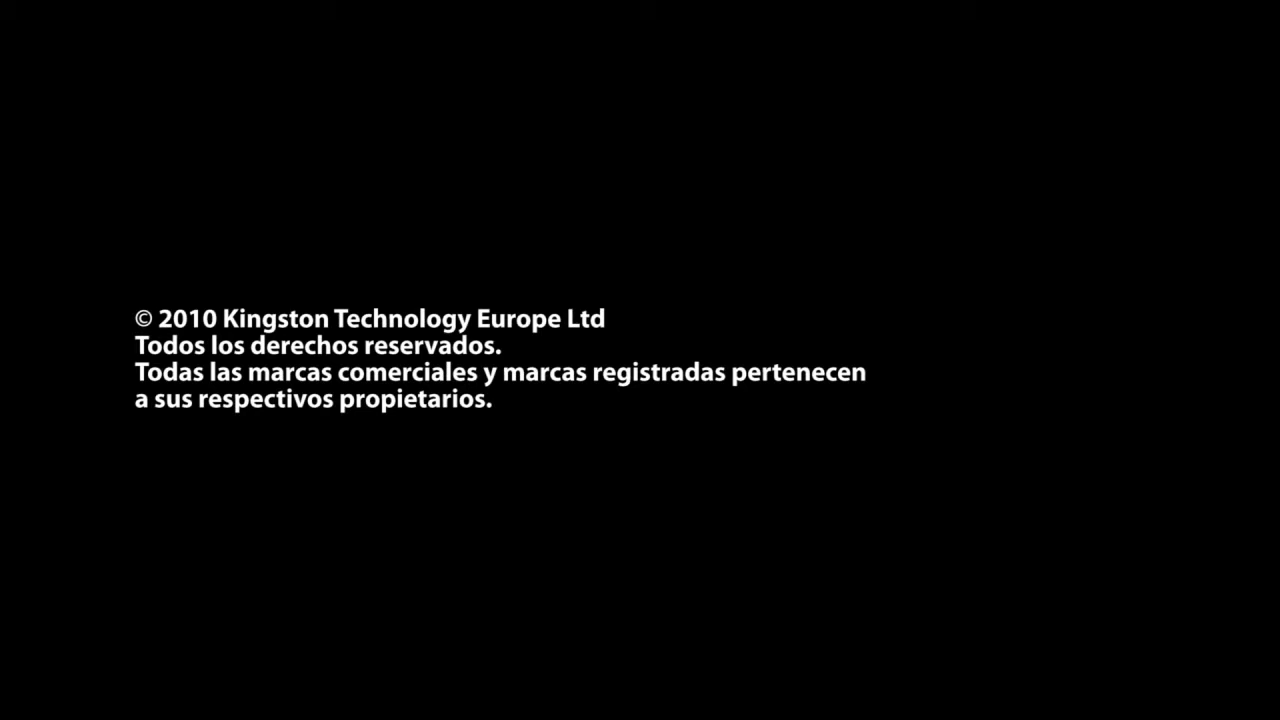 © 2010 Kingston Technology Europe Ltd
Todos los derechos reservados.
Todas las marcas comerciales y marcas registradas pertenecen
a sus respectivos propietarios.